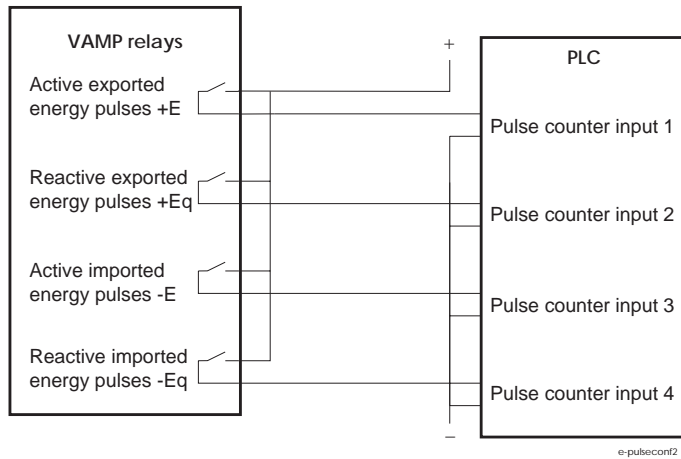 VAMP relays
Active exported
energy pulses +E
Reactive exported
energy pulses +Eq
Active imported
energy pulses -E
Reactive imported
energy pulses -Eq
+
−
PLC
Pulse counter input 1
Pulse counter input 2
Pulse counter input 3
Pulse counter input 4
e-pulseconf2